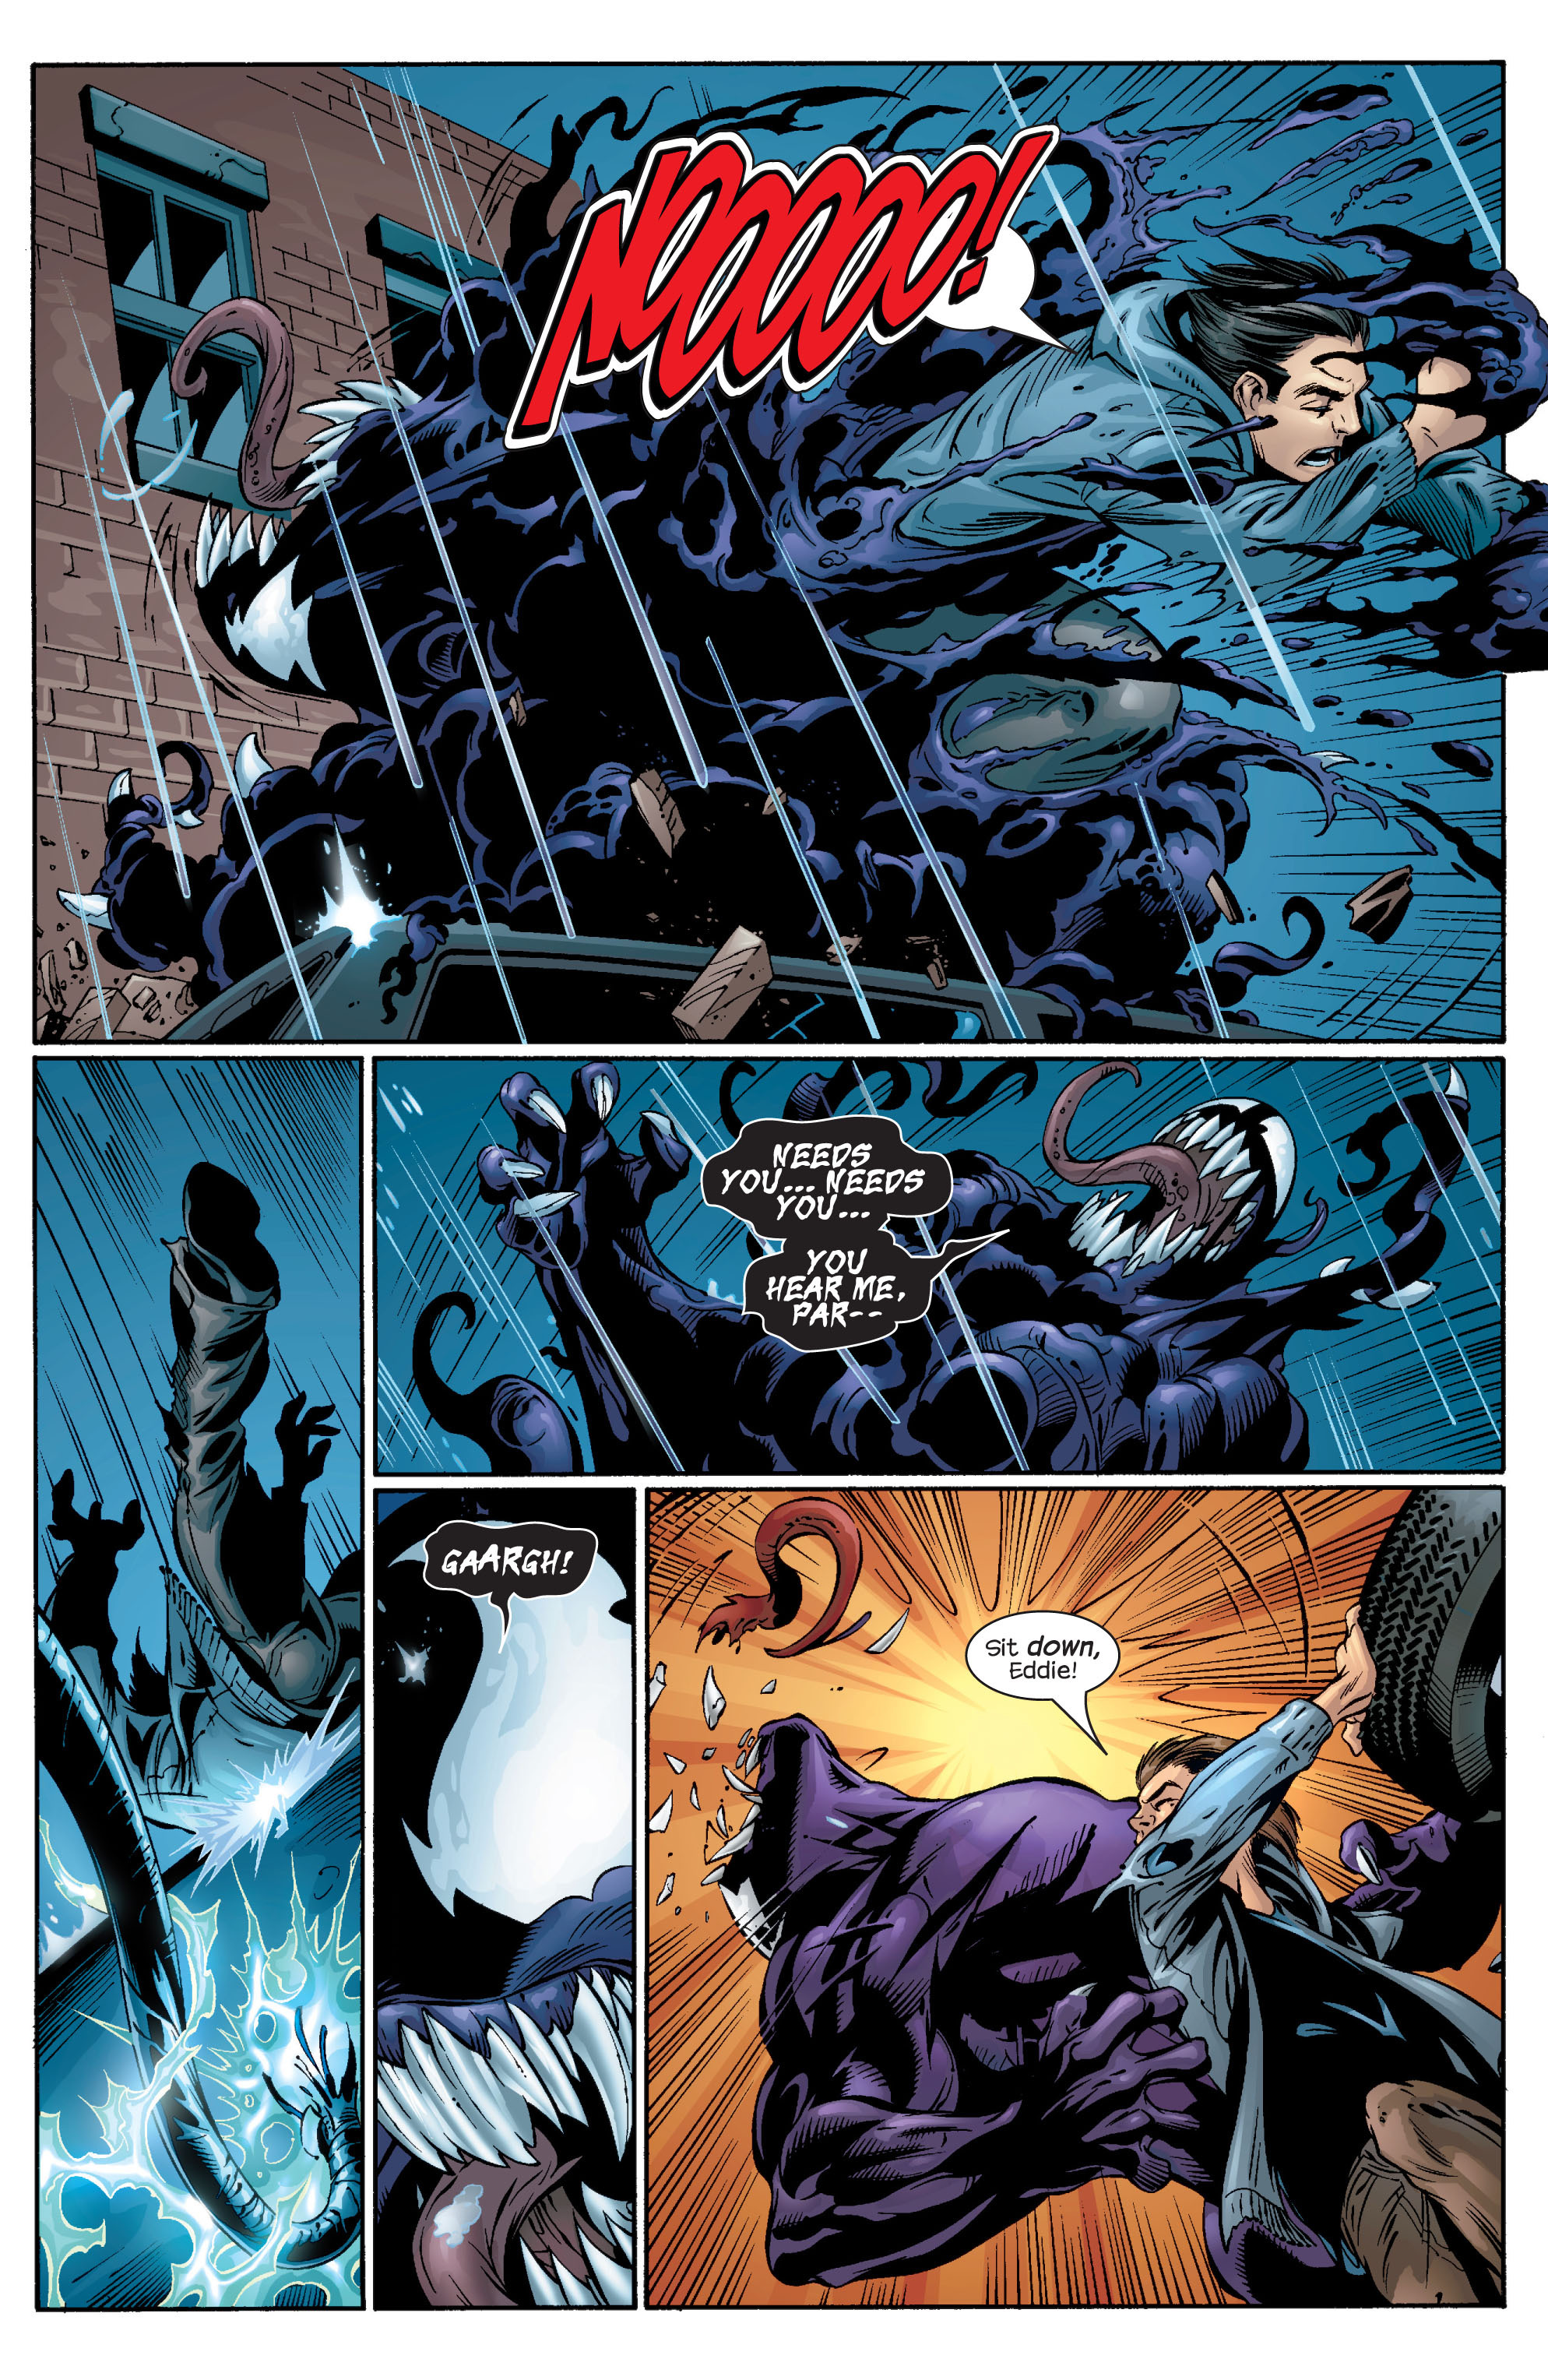 NOOOOO!
NEEDS
YOU... NEEDS
YOU...
YOU
HEAR ME,
PAR--
GAARGH!
Sit down,
Eddie!